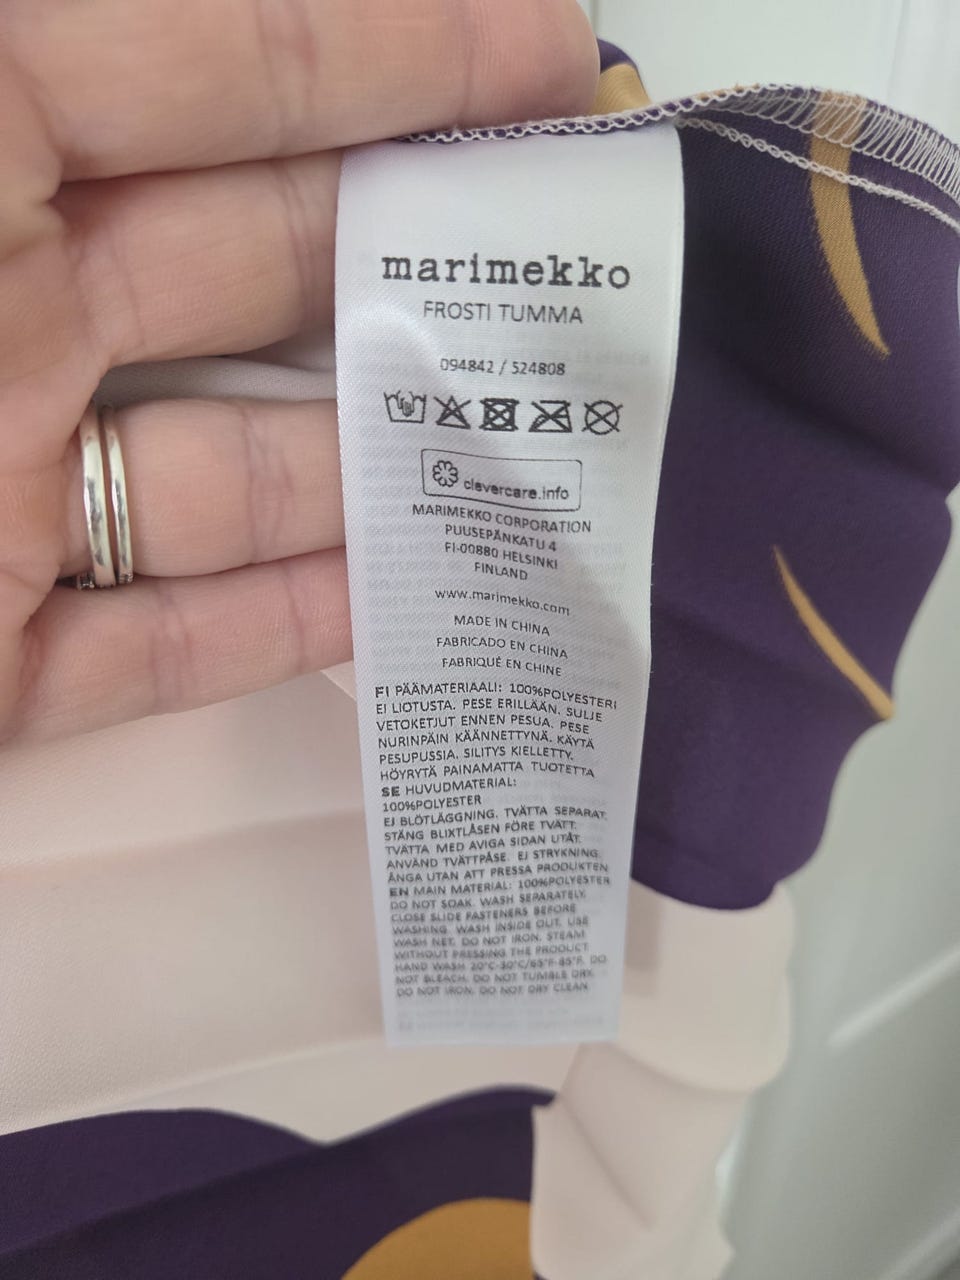 marimekko
FROSTI TUMMA
094842 / 524808
clevercare.info
MARIMEKKO CORPORATION
PUUSEPÄNKATU 4
FI-00880 HELSINKI
FINLAND
www.marimekko.com
MADE IN CHINA
FABRICADO EN CHINA
FABRIQUÉ EN CHINE
FI PÄÄMATERIAALI: 100%POLYESTERI
EI LIOTUSTA. PESE ERILLÄÄN. SULJE
VETOKETJUT ENNEN PESUA. PESE
NURINPÄIN KÄÄNNETTYNÄ. KÄYTÄ
PESUPUSSIA. SILITYS KIELLETTY.
HÖYRYTÄ PAINAMATTA TUOTETTA
SE HUVUDMATERIAL:
100%POLYESTER
EJ BLÖTLÄGGNING. TVÄTTA SEPARAT.
STÄNG BLIXTLÅSEN FÖRE TVÄTT.
TVÄTTA MED AVIGA SIDAN UTÅT.
ANVÄND TVÄTTPÅSE. EJ STRYKNING.
ÅNGA UTAN ATT PRESSA PRODUKTEN
EN MAIN MATERIAL: 100%POLYESTER
DO NOT SOAK. WASH SEPARATELY.
CLOSE SLIDE FASTENERS BEFORE
WASHING. WASH INSIDE OUT. USE
WASH NET. DO NOT IRON. STEAM
WITHOUT PRESSING THE PRODUCT
HAND WASH 20°C-30°C/65°F-85°F. DO
NOT BLEACH. DO NOT TUMBLE DRY.
DO NOT IRON. DO NOT DRY CLEAN.